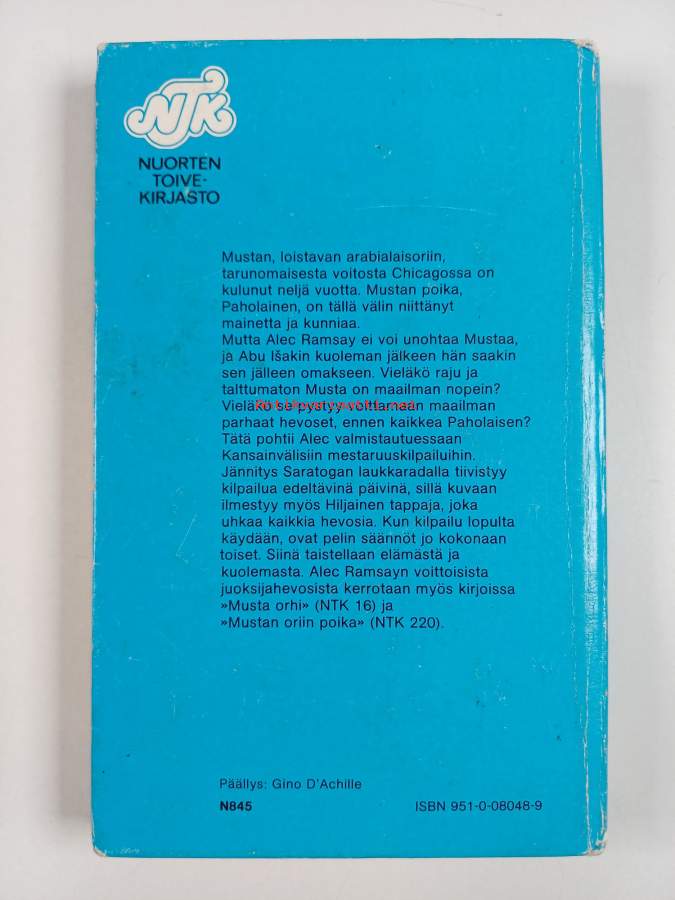 NTK
NUORTEN
TOIVE-
KIRJASTO
Mustan, loistavan arabialaisoriin,
tarunomaisesta voitosta Chicagossa on
kulunut neljä vuotta. Mustan poika,
Paholainen, on tällä välin niittänyt
mainetta ja kunniaa.
Mutta Alec Ramsay ei voi unohtaa Mustaa,
ja Abu Išakin kuoleman jälkeen hän saakin
sen jälleen omakseen. Vieläkö raju ja
talttumaton Musta on maailman nopein?
Vieläkö se pystyy voittamaan maailman
parhaat hevoset, ennen kaikkea Paholaisen?
Tätä pohtii Alec valmistautuessaan
Kansainvälisiin mestaruuskilpailuihin.
Jännitys Saratogan laukkaradalla tiivistyy
kilpailua edeltävinä päivinä, sillä kuvaan
ilmestyy myös Hiljainen tappaja, joka
uhkaa kaikkia hevosia. Kun kilpailu lopulta
käydään, ovat pelin säännöt jo kokonaan
toiset. Siinä taistellaan elämästä ja
kuolemasta. Alec Ramsayn voittoisista
juoksijahevosista kerrotaan myös kirjoissa
»Musta orhi» (NTK 16) ja
»Mustan oriin poika» (NTK 220).
Päällys: Gino D'Achille
N845 ISBN 951-0-08048-9